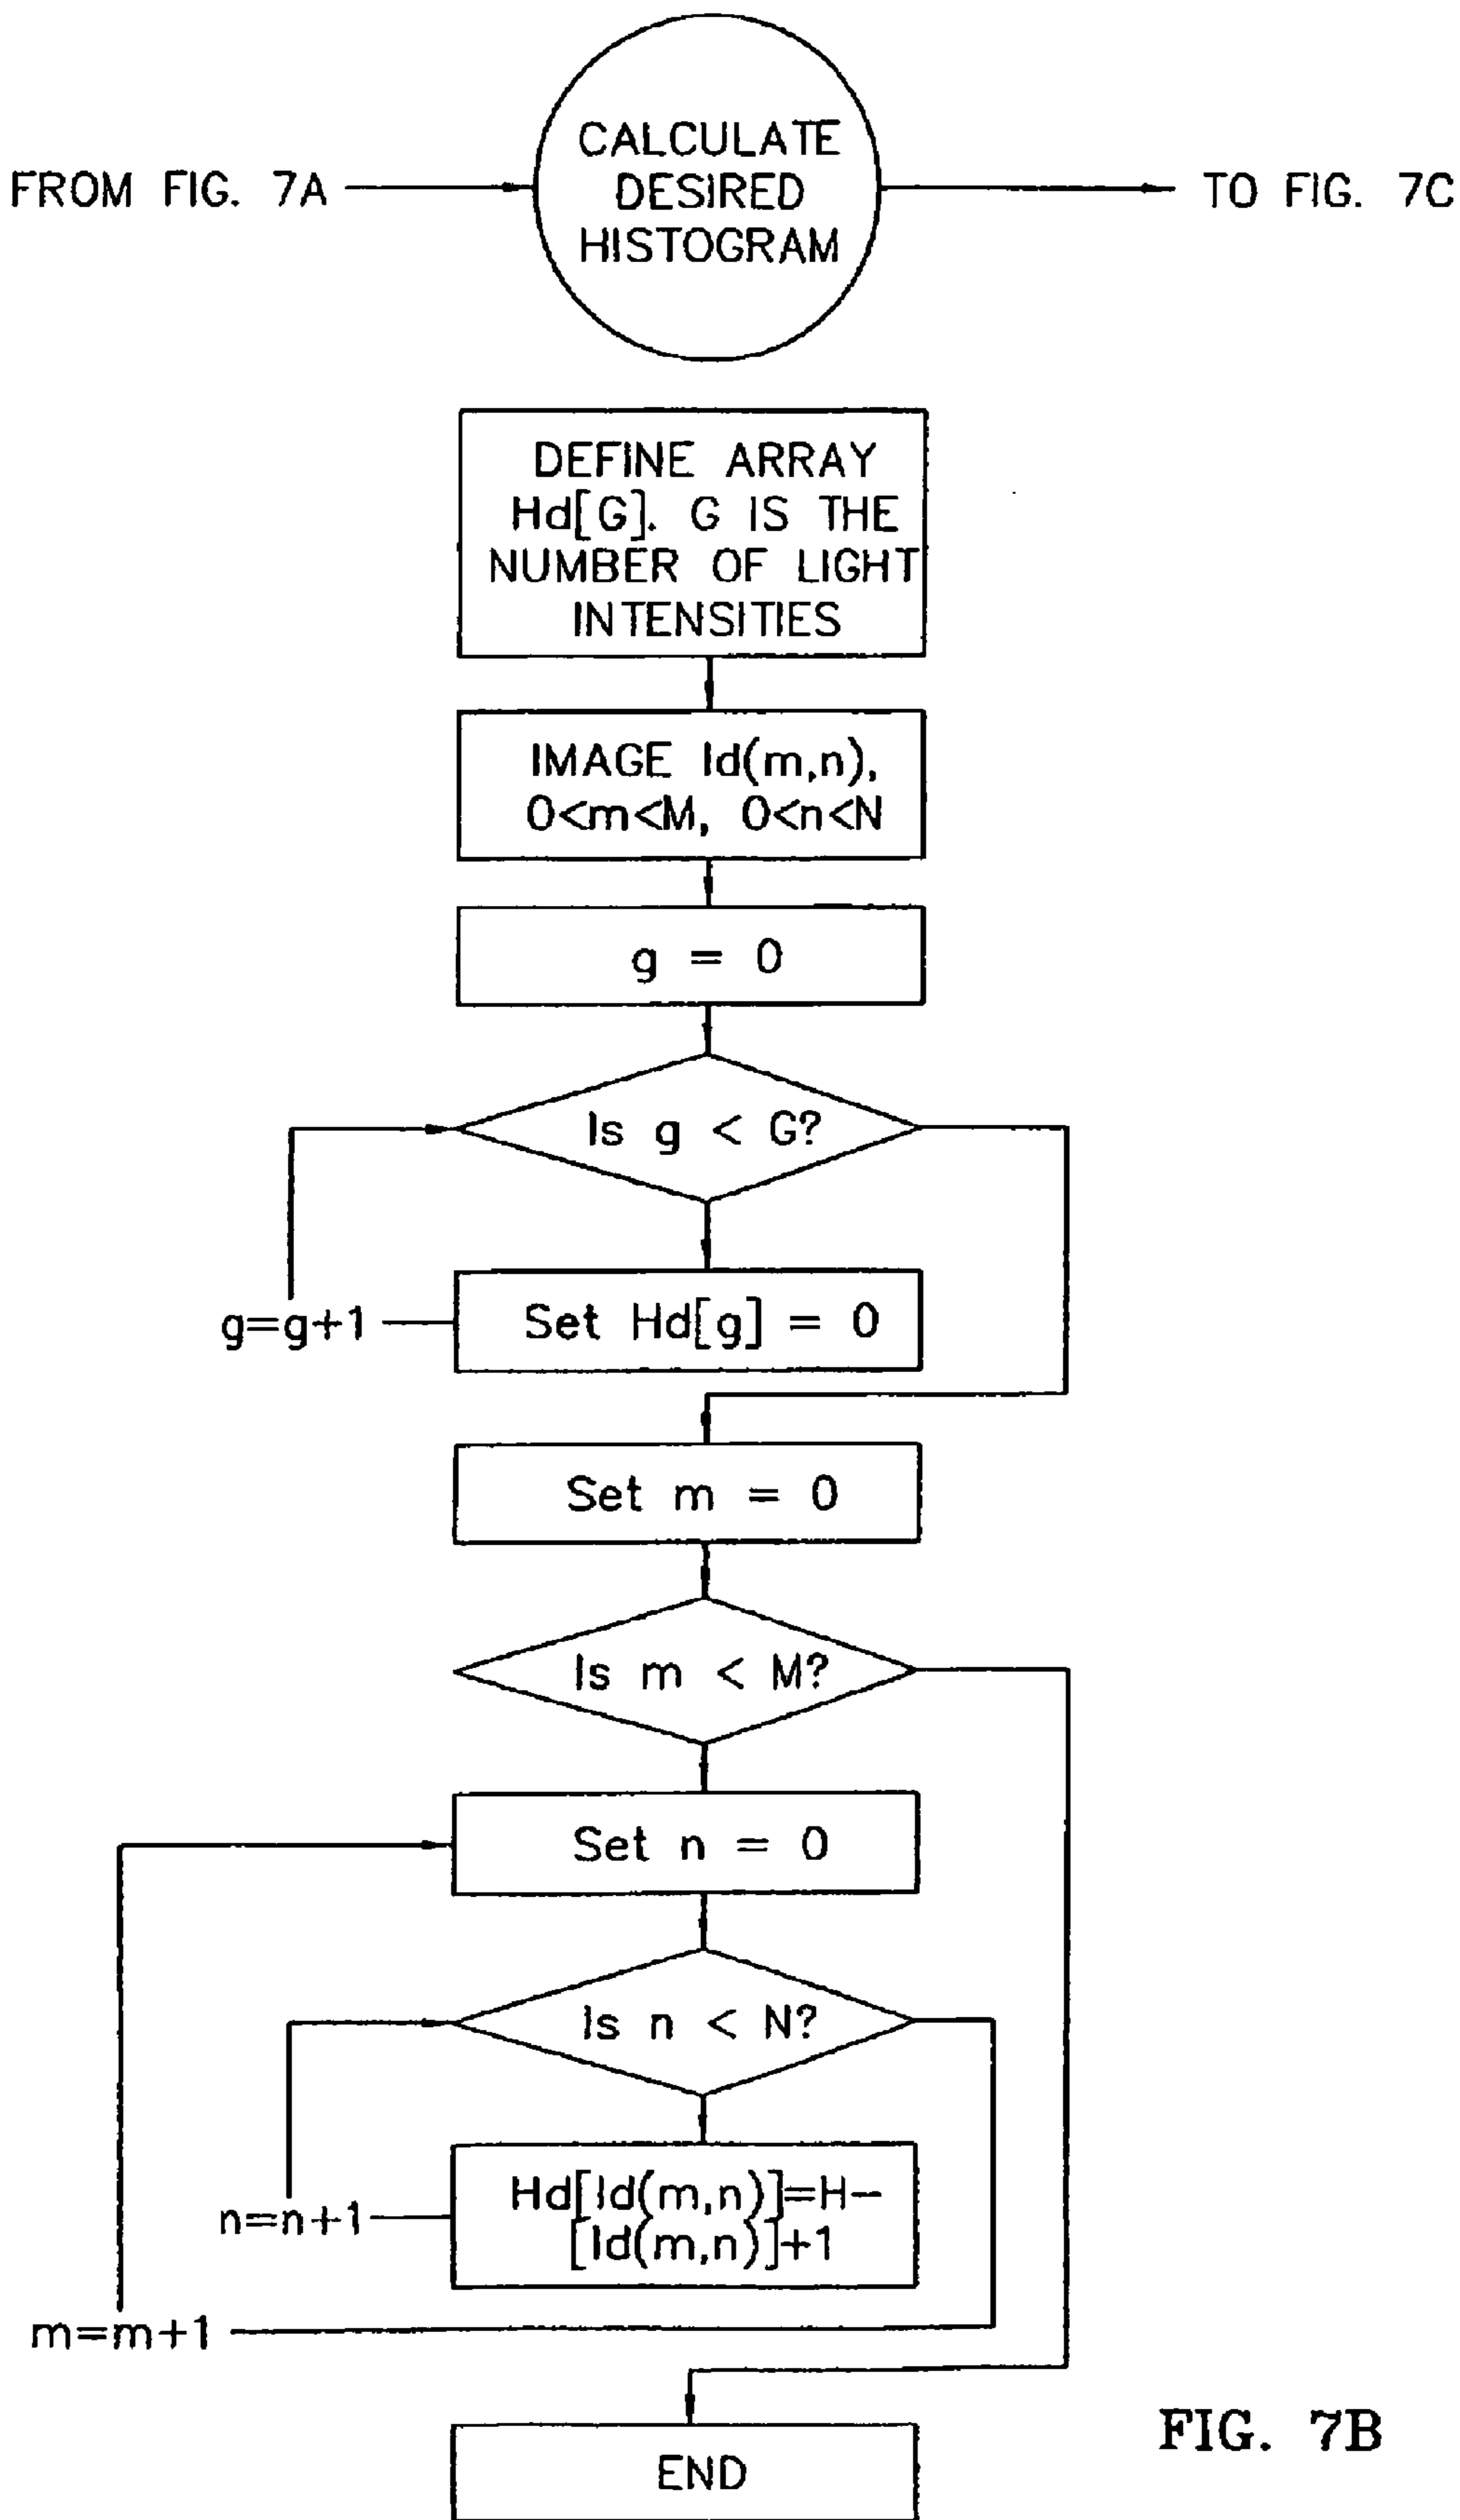 CALCULATE
DESIRED
HISTOGRAM
FROM FIG. 7A
TO FIG. 7C
DEFINE ARRAY
Hd[G]. G IS THE
NUMBER OF LIGHT
INTENSITIES
IMAGE Id(m,n),
0<m<M, 0<n<N
g = 0
Is g < G?
g=g+1
Set Hd[g] = 0
Set m = 0
Is m < M?
Set n = 0
Is n < N?
Hd[Id(m,n)]=H-
[Id(m,n)]+1
n=n+1
m=m+1
END
FIG. 7B